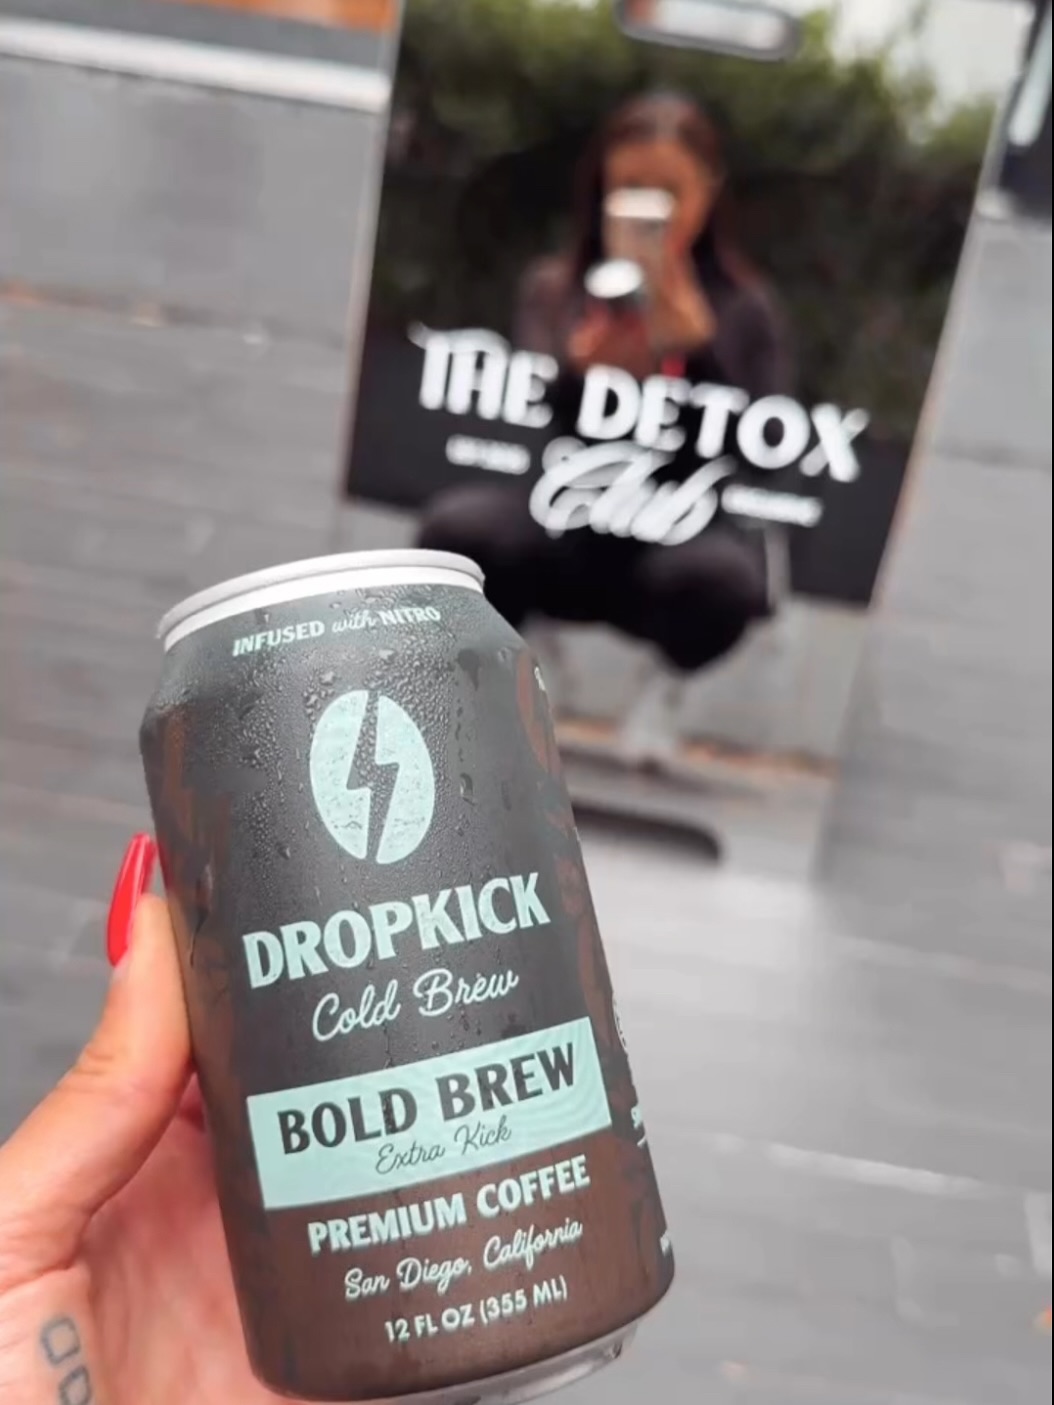 THE DETOX
Club
INFUSED with NITRO
DROPKICK
Cold Brew
BOLD BREW
Extra Kick
PREMIUM COFFEE
San Diego, California
12 FL OZ (355 ML)